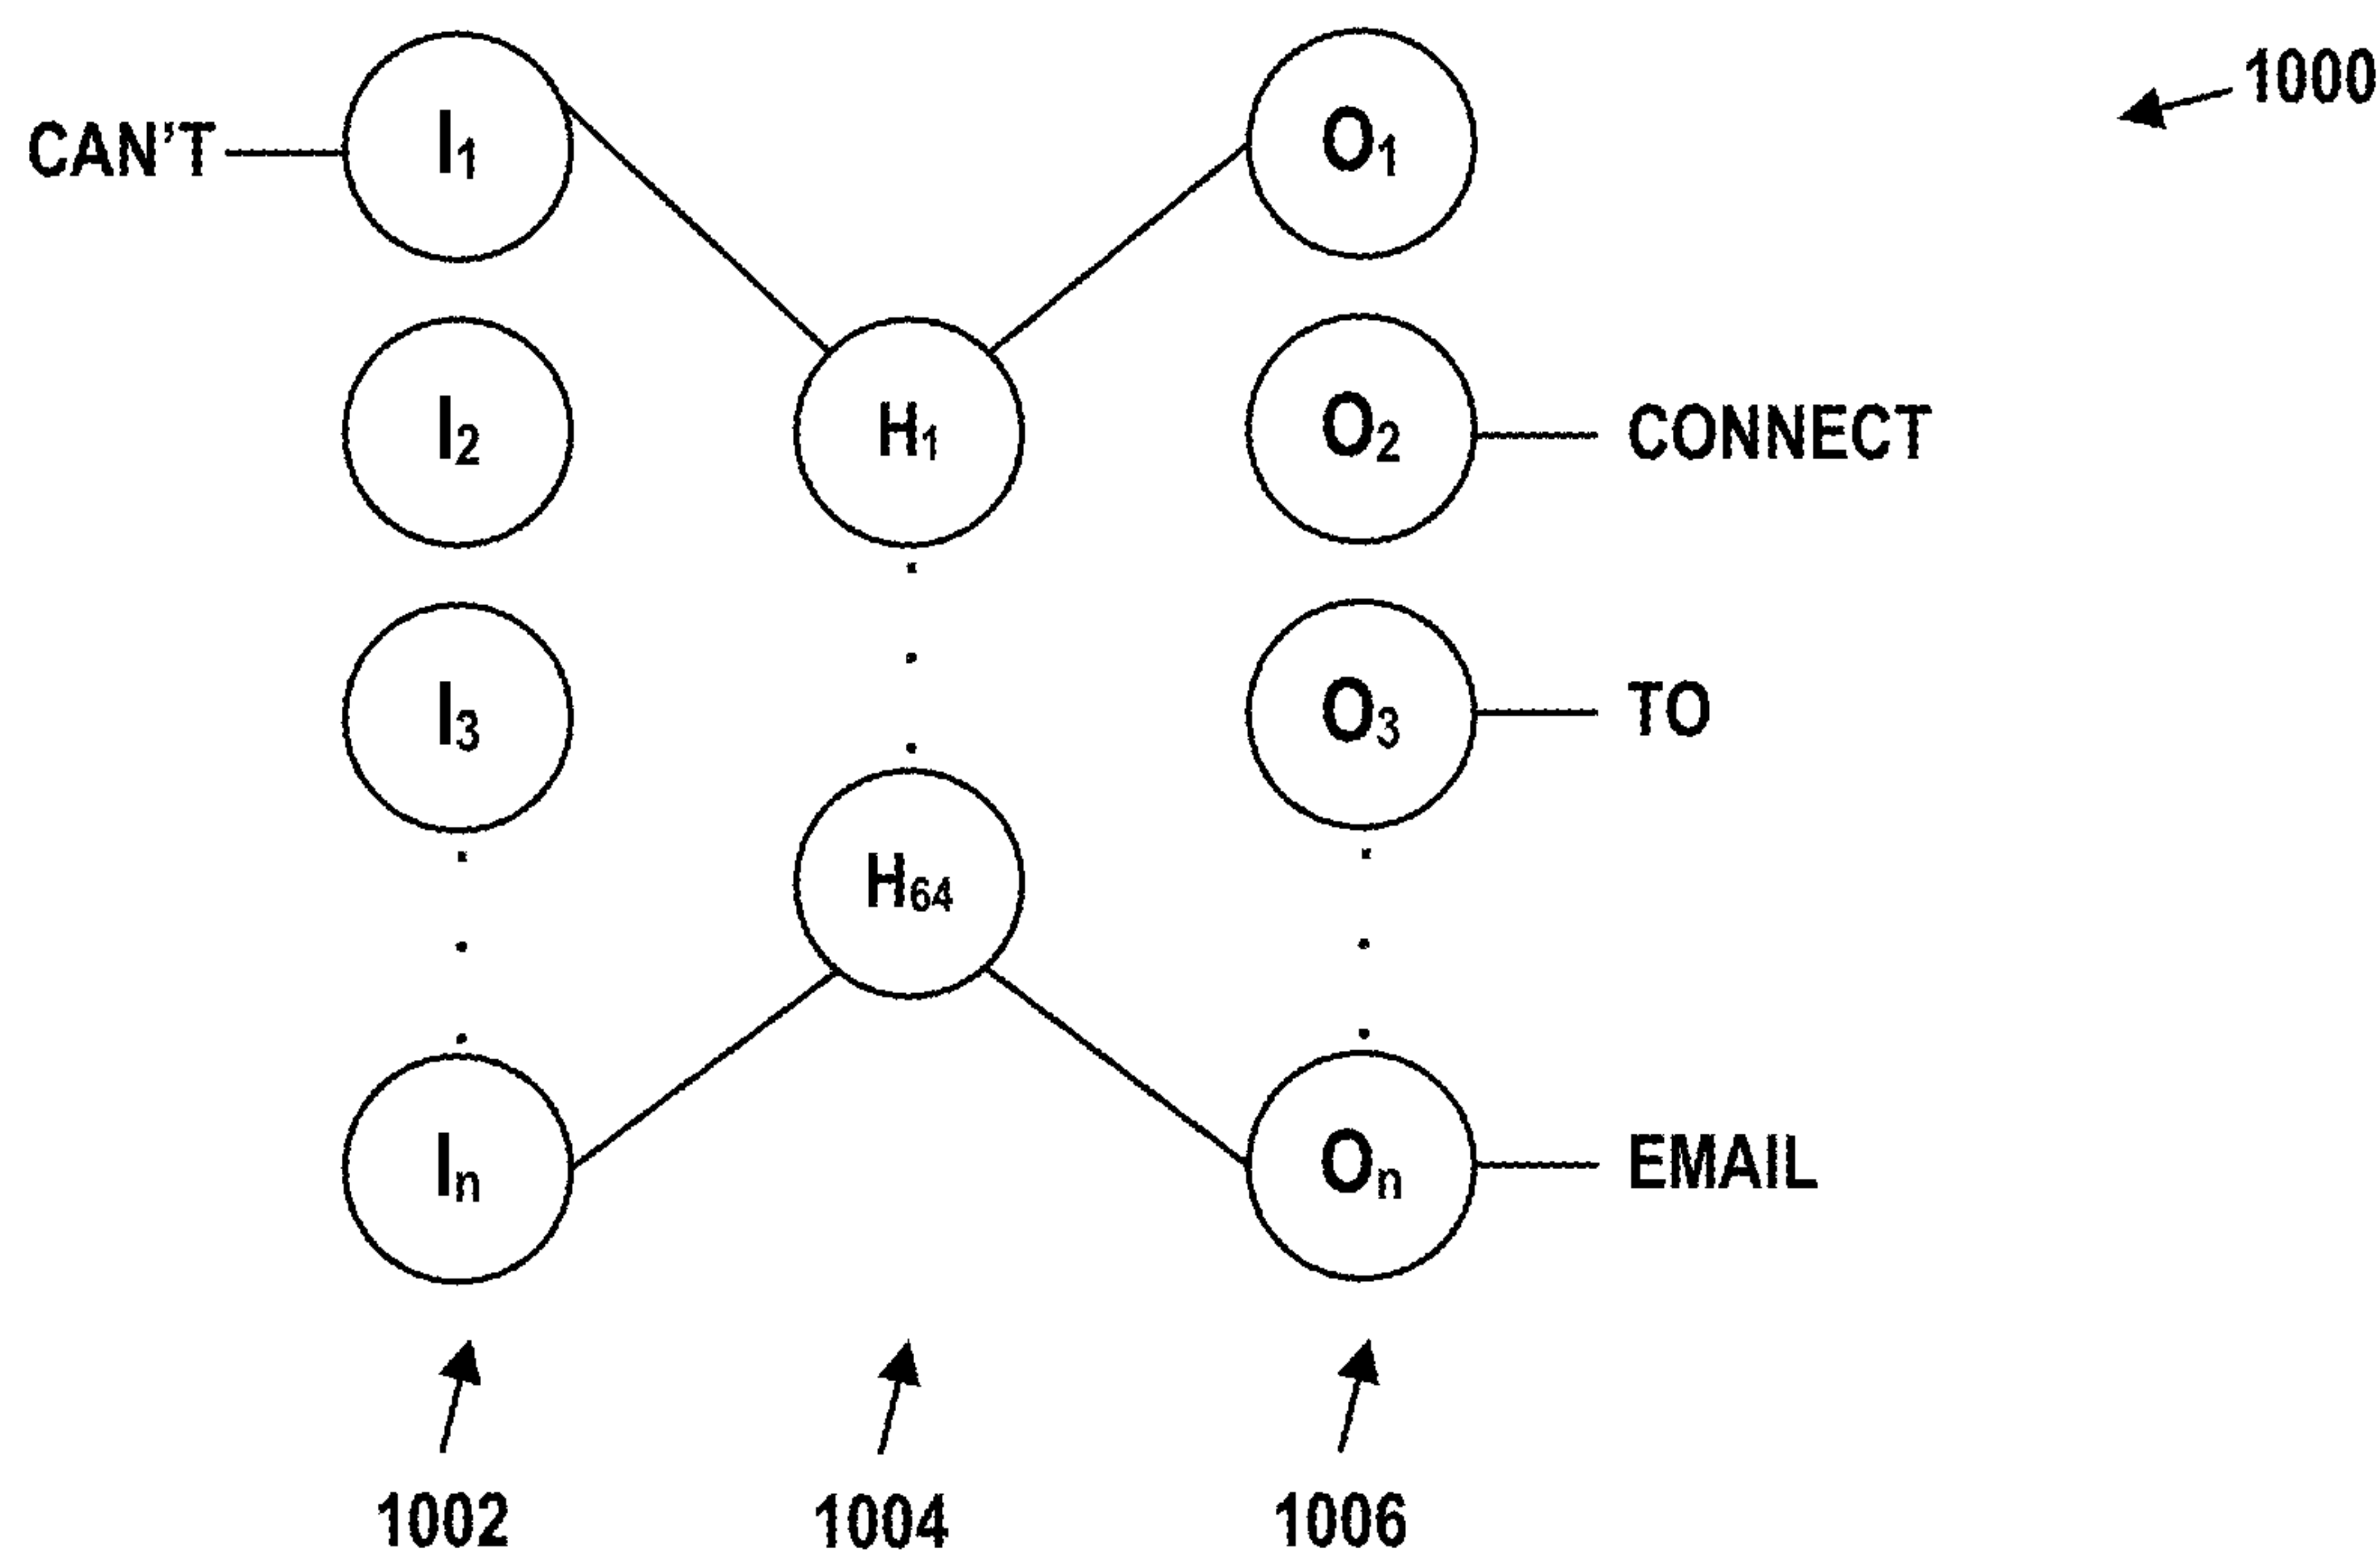 1000
CAN'T I1 O1
I2 H1 O2 CONNECT
I3 O3 TO
H64
In On EMAIL
1002 1004 1006